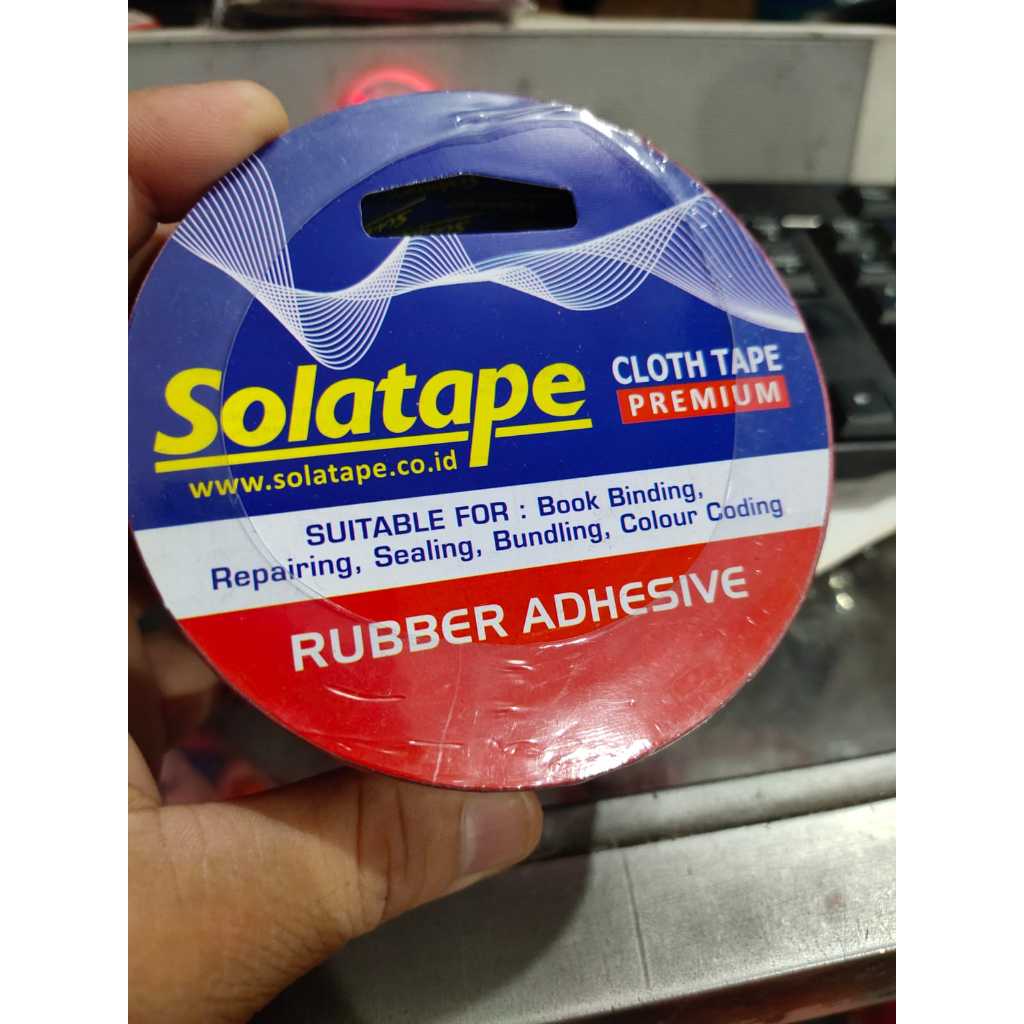 Solatape
www.solatape.co.id
CLOTH TAPE
PREMIUM
SUITABLE FOR : Book Binding,
Repairing, Sealing, Bundling, Colour Coding
RUBBER ADHESIVE